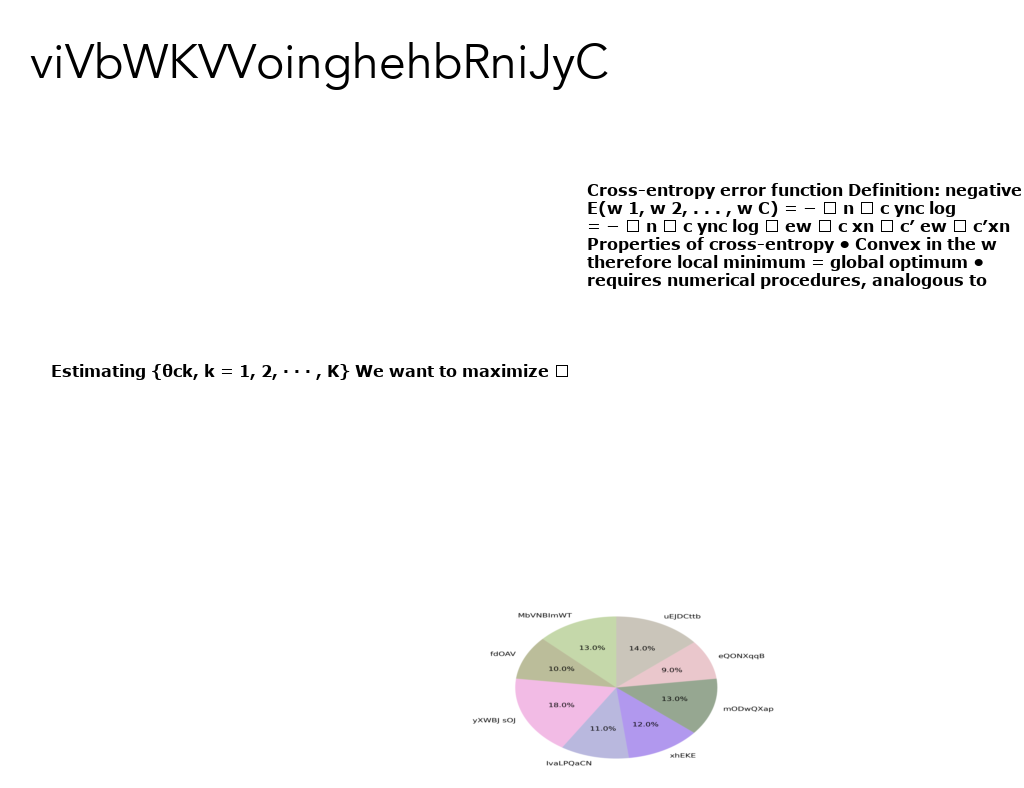 viVbWKVVoinghehbRniJyC
Cross-entropy error function Definition: negative
E(w 1, w 2, . . . , w C) = − □ n □ c ync log
= − □ n □ c ync log □ ew □ c xn □ c′ ew □ c′xn
Properties of cross-entropy • Convex in the w
therefore local minimum = global optimum •
requires numerical procedures, analogous to
Estimating {θck, k = 1, 2, · · · , K} We want to maximize □
MbVNBImWT
uEJDCttb
13.0%
14.0%
fdOAV
eQONXqqB
10.0%
9.0%
18.0%
13.0%
mODwQXap
yXWBJ sOJ
11.0%
12.0%
xhEKE
IvaLPQaCN